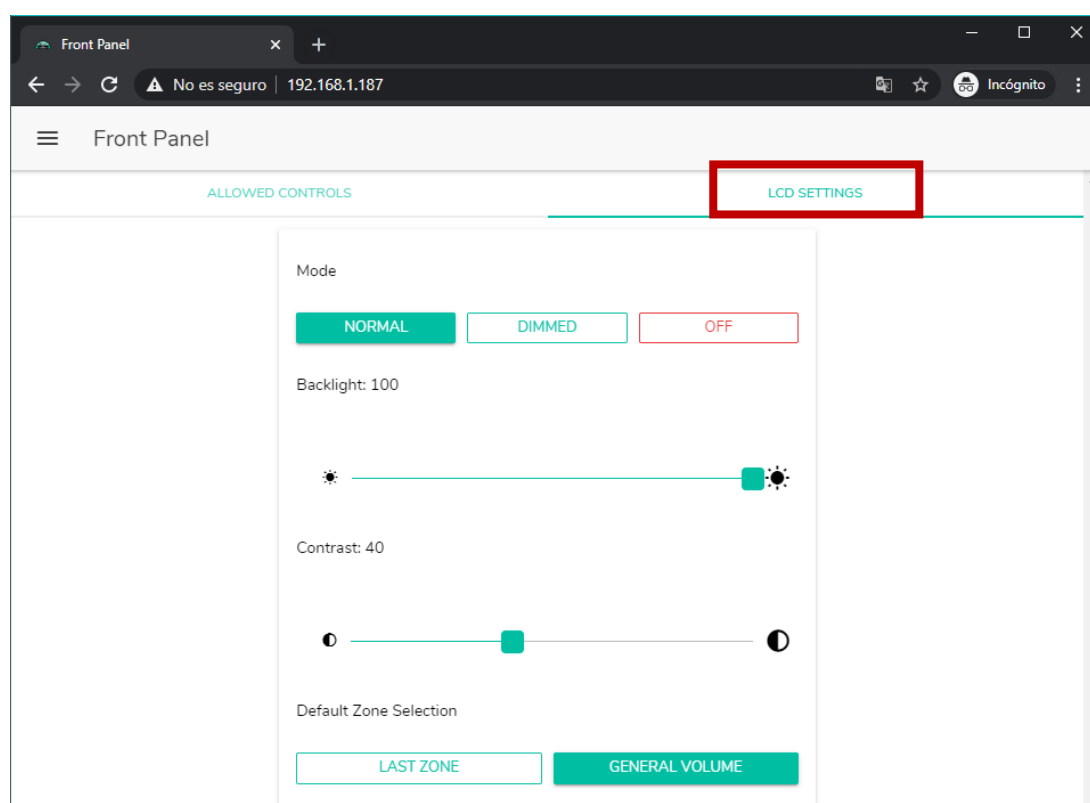 Front Panel
No es seguro 192.168.1.187 Incógnito
Front Panel
ALLOWED CONTROLS LCD SETTINGS
Mode
NORMAL DIMMED OFF
Backlight: 100
Contrast: 40
Default Zone Selection
LAST ZONE GENERAL VOLUME